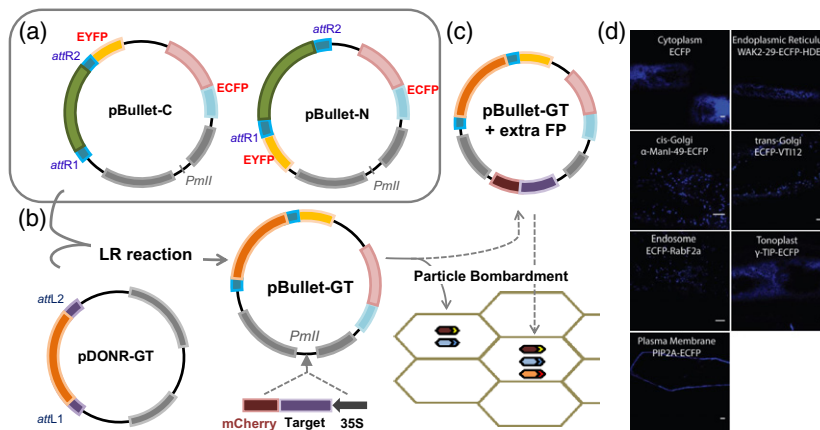 (a)
EYFP
attR2
ECFP
pBullet-C
attR1
PmlI
attR2
ECFP
pBullet-N
attR1
EYFP
PmlI
(c)
pBullet-GT
+ extra FP
(b)
LR reaction
attL2
pDONR-GT
attL1
pBullet-GT
PmlI
mCherry Target 35S
Particle Bombardment
(d)
Cytoplasm
ECFP
Endoplasmic Reticulu
WAK2-29-ECFP-HDE
cis-Golgi
α-ManI-49-ECFP
trans-Golgi
ECFP-VTI12
Endosome
ECFP-RabF2a
Tonoplast
γ-TIP-ECFP
Plasma Membrane
PIP2A-ECFP